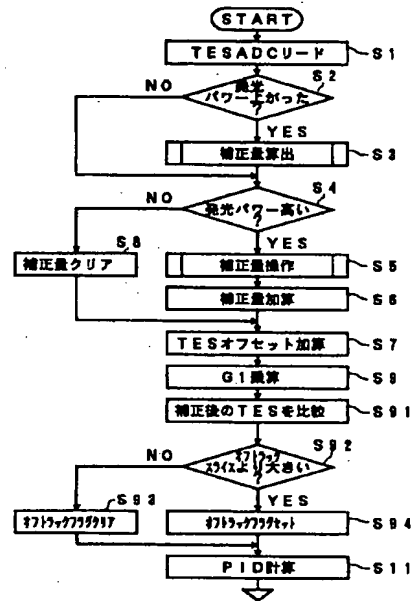 START
TESADCリード
S1
S2
発光
パワー上がった
?
NO
YES
補正量算出
S3
S4
発光パワー高い
?
NO
YES
S8
補正量クリア
補正量操作
S5
補正量加算
S6
TESオフセット加算
S7
G1乗算
S9
補正後のTESを比較
S91
S92
オフトラック
スライスより大きい
?
NO
YES
S93
オフトラックフラグクリア
オフトラックフラグセット
S94
PID計算
S11